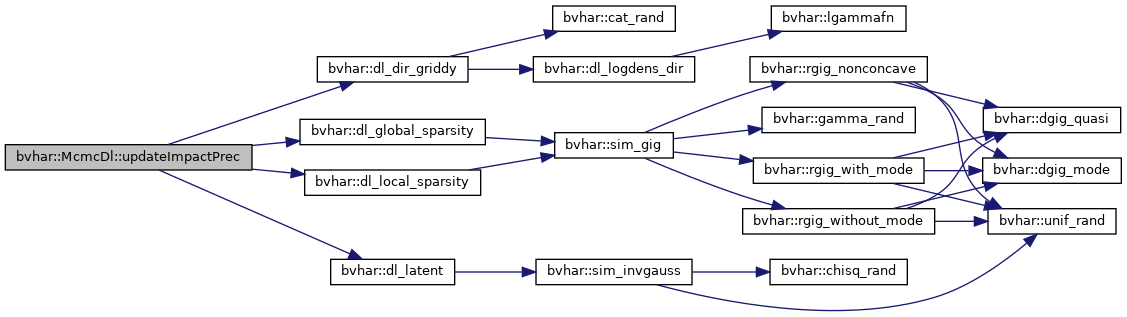 bvhar::McmcDl::updateImpactPrec
bvhar::dl_dir_griddy
bvhar::cat_rand
bvhar::dl_logdens_dir
bvhar::lgammafn
bvhar::dl_global_sparsity
bvhar::dl_local_sparsity
bvhar::sim_gig
bvhar::rgig_nonconcave
bvhar::gamma_rand
bvhar::rgig_with_mode
bvhar::rgig_without_mode
bvhar::dgig_quasi
bvhar::dgig_mode
bvhar::unif_rand
bvhar::dl_latent
bvhar::sim_invgauss
bvhar::chisq_rand